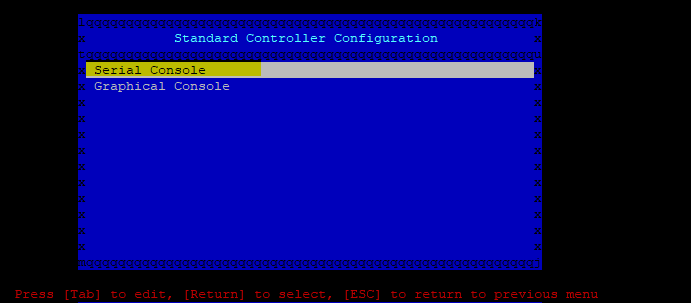 Standard Controller Configuration
Serial Console
Graphical Console
Press [Tab] to edit, [Return] to select, [ESC] to return to previous menu